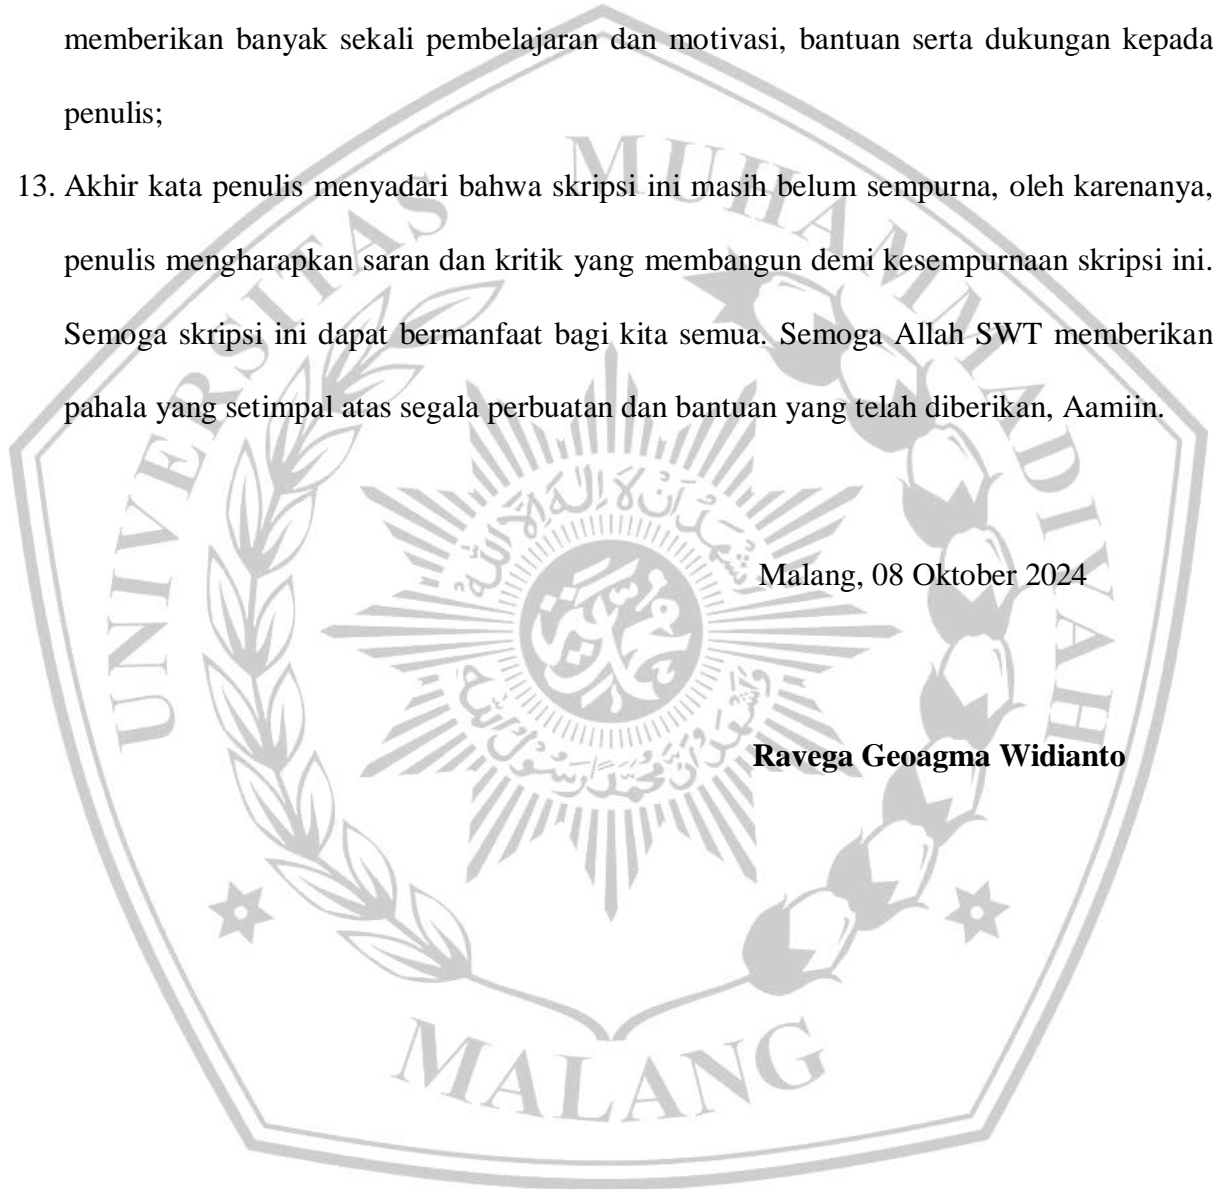 memberikan banyak sekali pembelajaran dan motivasi, bantuan serta dukungan kepada
penulis;
13. Akhir kata penulis menyadari bahwa skripsi ini masih belum sempurna, oleh karenanya,
penulis mengharapkan saran dan kritik yang membangun demi kesempurnaan skripsi ini.
Semoga skripsi ini dapat bermanfaat bagi kita semua. Semoga Allah SWT memberikan
pahala yang setimpal atas segala perbuatan dan bantuan yang telah diberikan, Aamiin.
Malang, 08 Oktober 2024
Ravega Geoagma Widianto
UNIVERSITAS MUHAMMADIYAH
MALANG